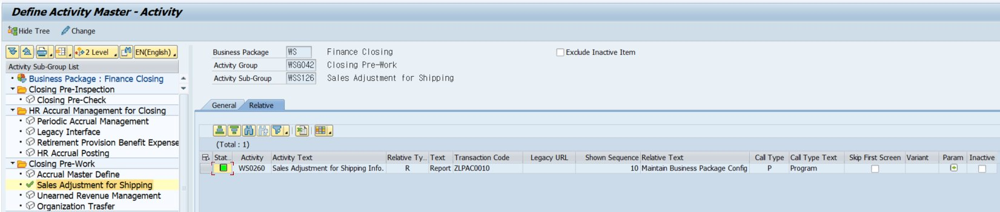 Define Activity Master - Activity
Hide Tree Change
2 Level EN(English)
Activity Sub-Group List
Business Package : Finance Closing
Closing Pre-Inspection
Closing Pre-Check
HR Accural Management for Closing
Periodic Accrual Management
Legacy Interface
Retirement Provision Benefit Expense
HR Accrual Posting
Closing Pre-Work
Accrual Master Define
Sales Adjustment for Shipping
Unearned Revenue Management
Organization Trasfer
Business Package WS Finance Closing
Exclude Inactive Item
Activity Group WSG042 Closing Pre-Work
Activity Sub-Group WSS126 Sales Adjustment for Shipping
General Relative
(Total : 1)
Stat.. Activity Activity Text Relative Ty... Text Transaction Code Legacy URL Shown Sequence Relative Text Call Type Call Type Text Skip First Screen Variant Param Inactive
WS0260 Sales Adjustment for Shipping Info. R Report ZLPAC0010 10 Maintain Business Package Config P Program